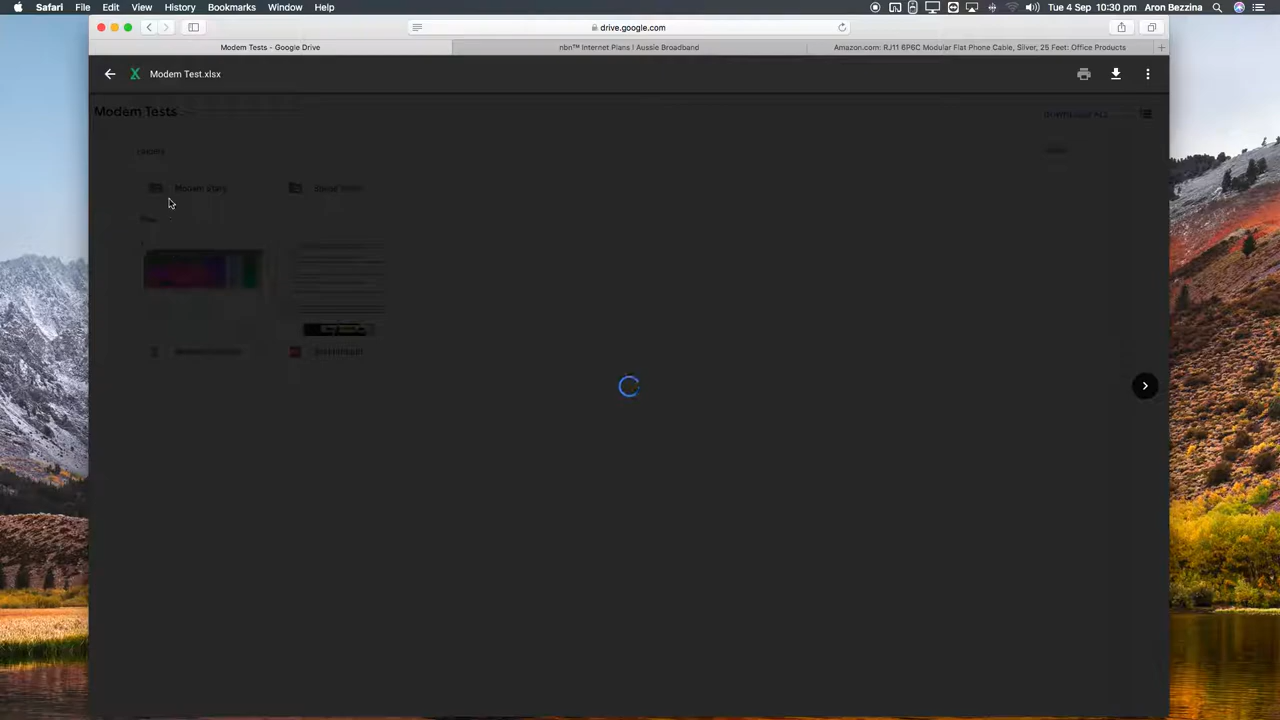 Safari File Edit View History Bookmarks Window Help Tue 4 Sep 10:30 pm Aron Bezzina
drive.google.com
Modem Tests - Google Drive nbn™ Internet Plans | Aussie Broadband Amazon.com: RJ11 6P6C Modular Flat Phone Cable, Silver, 25 Feet: Office Products
Modem Test.xlsx
Modem Tests
DOWNLOAD ALL